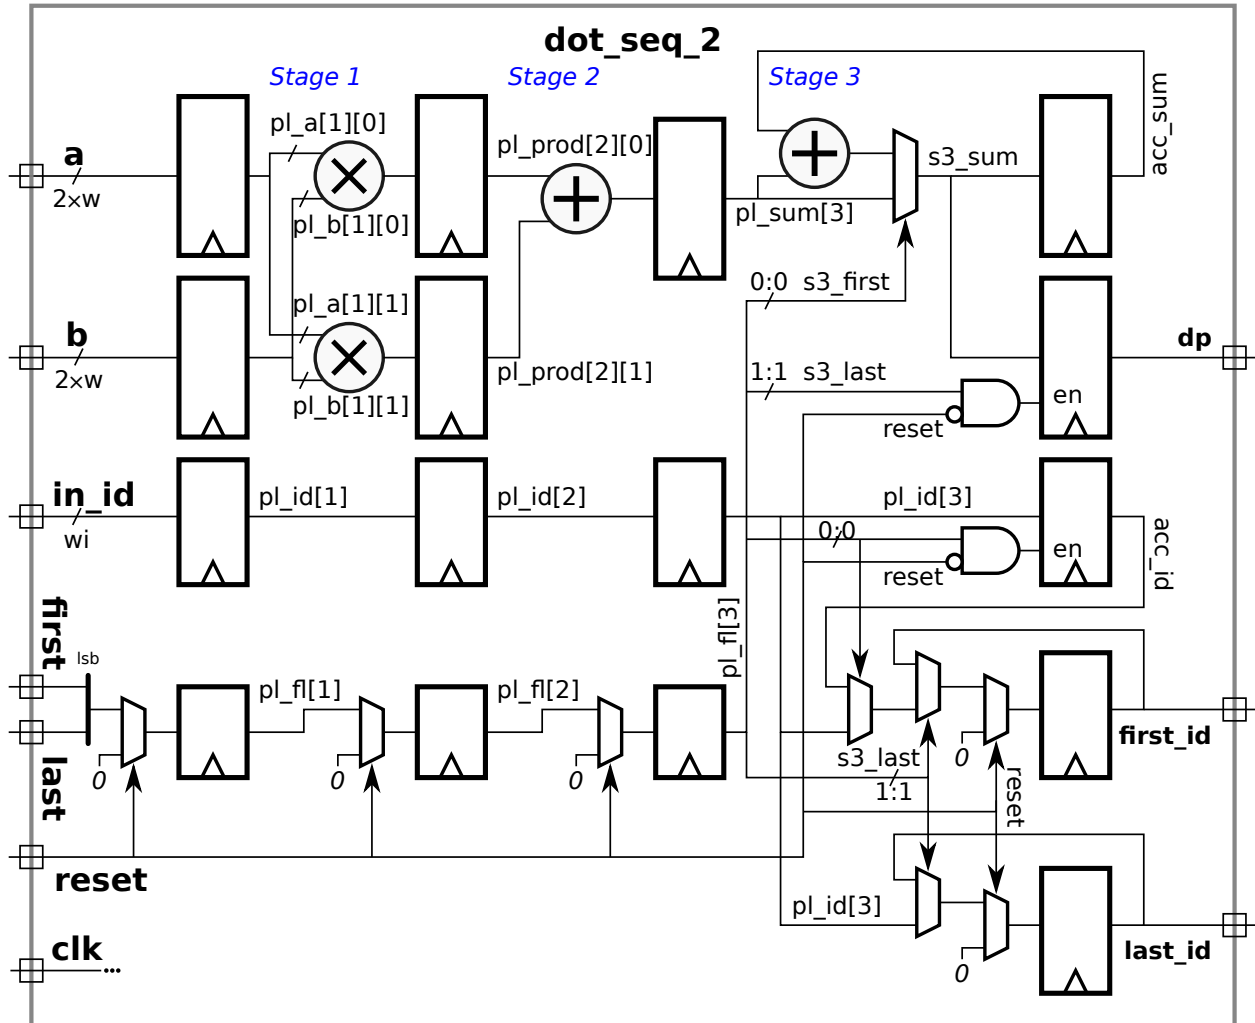 dot_seq_2
Stage 1
Stage 2
Stage 3
a
2×w
pl_a[1][0]
pl_b[1][0]
pl_prod[2][0]
pl_sum[3]
s3_sum
acc_sum
0:0 s3_first
b
2×w
pl_a[1][1]
pl_b[1][1]
pl_prod[2][1]
1:1 s3_last
reset
en
dp
in_id
wi
pl_id[1]
pl_id[2]
pl_id[3]
0:0
reset
en
acc_id
first
lsb
last
0
pl_fl[1]
0
pl_fl[2]
0
pl_fl[3]
s3_last
1:1
0
reset
first_id
reset
pl_id[3]
0
last_id
clk
...